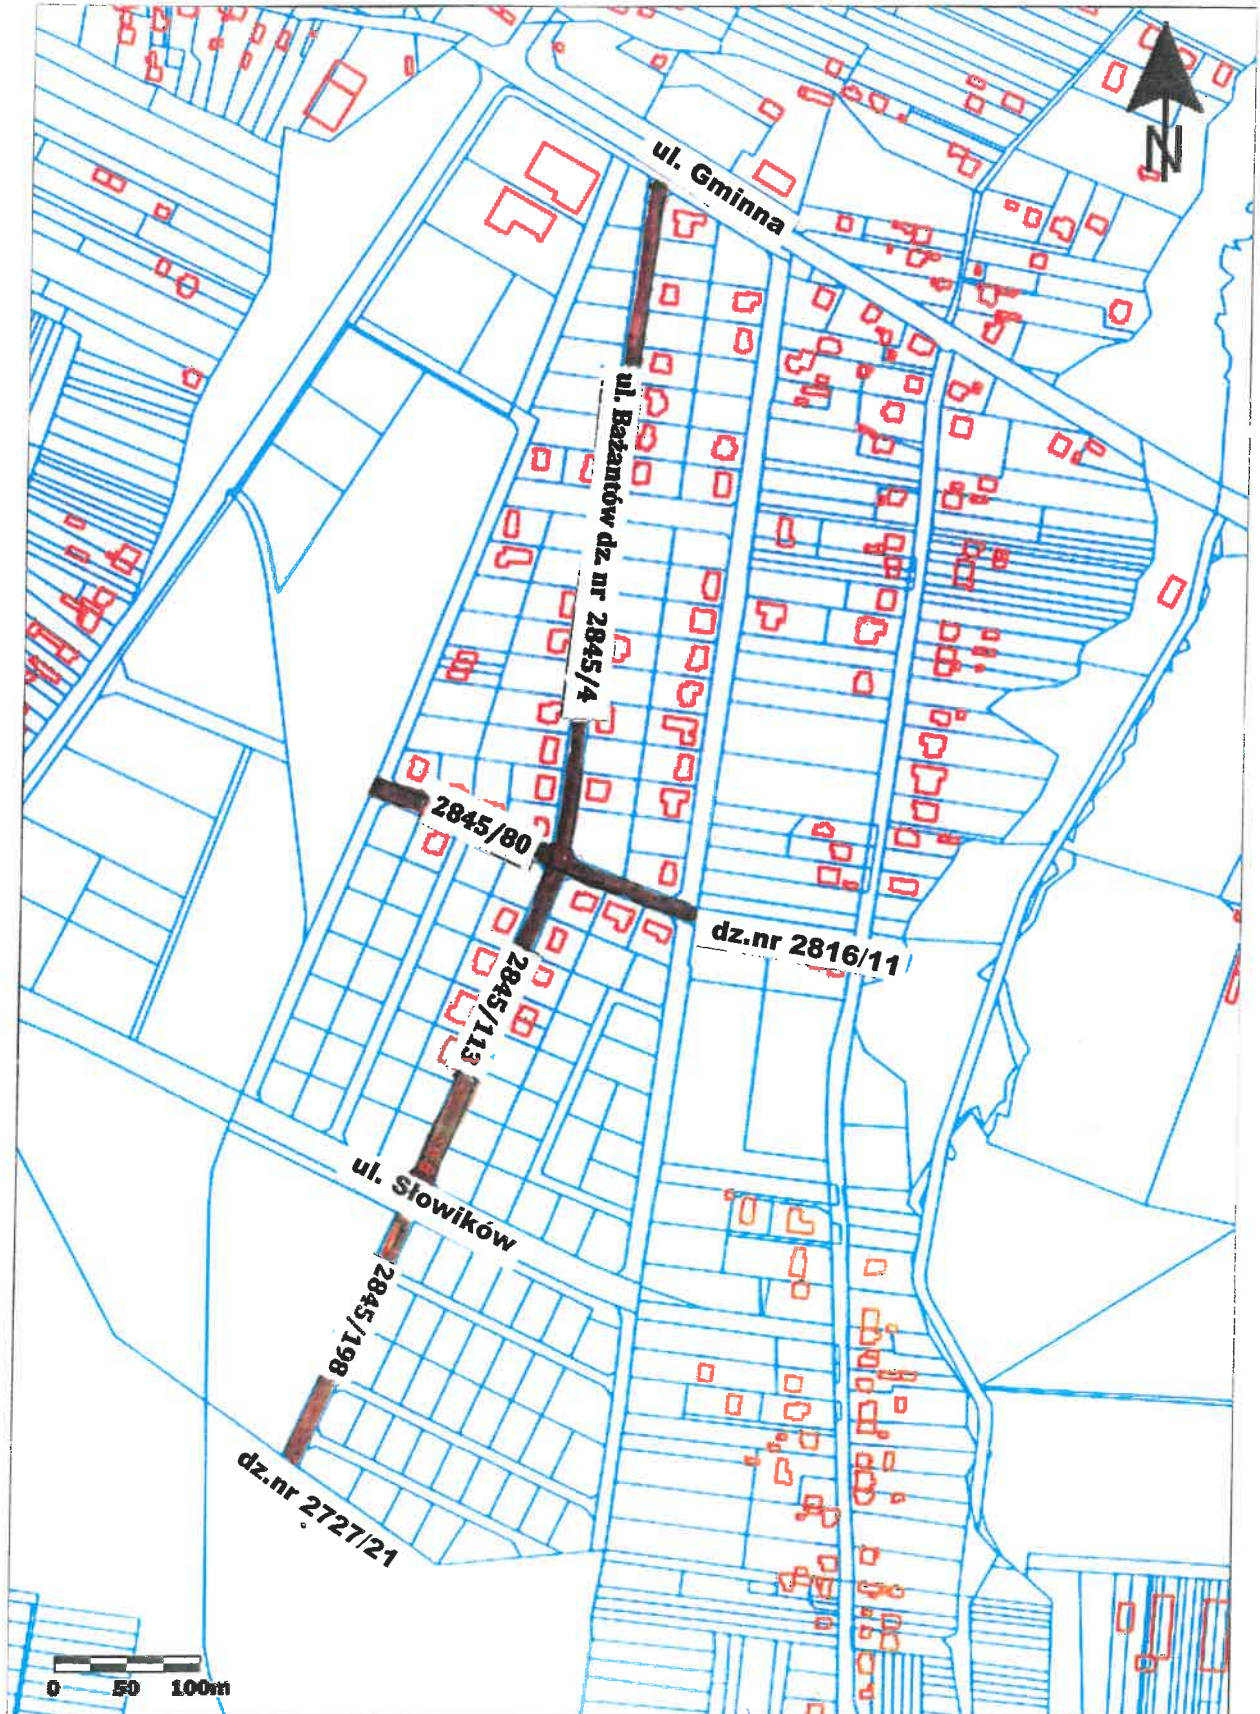 N
ul. Gminna
ul. Bażantów dz. nr 2845/4
2845/80
dz.nr 2816/11
2845/113
ul. Słowików
2845/198
dz.nr 2727/21
0 50 100m